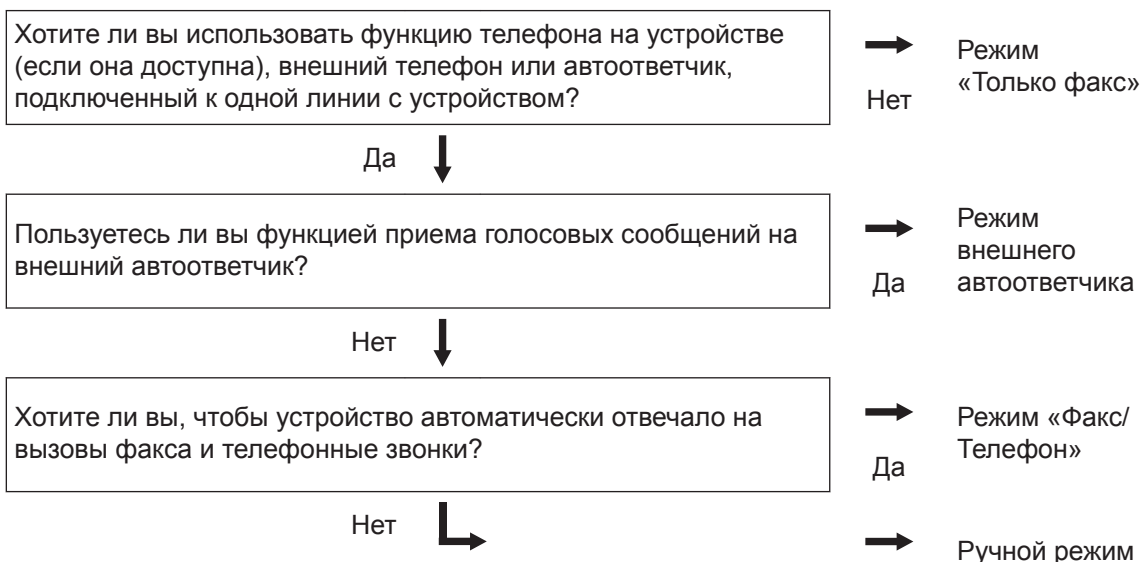 Хотите ли вы использовать функцию телефона на устройстве
(если она доступна), внешний телефон или автоответчик,
подключенный к одной линии с устройством?
Нет
Режим
«Только факс»
Да
Пользуетесь ли вы функцией приема голосовых сообщений на
внешний автоответчик?
Да
Режим
внешнего
автоответчика
Нет
Хотите ли вы, чтобы устройство автоматически отвечало на
вызовы факса и телефонные звонки?
Да
Режим «Факс/
Телефон»
Нет
Ручной режим